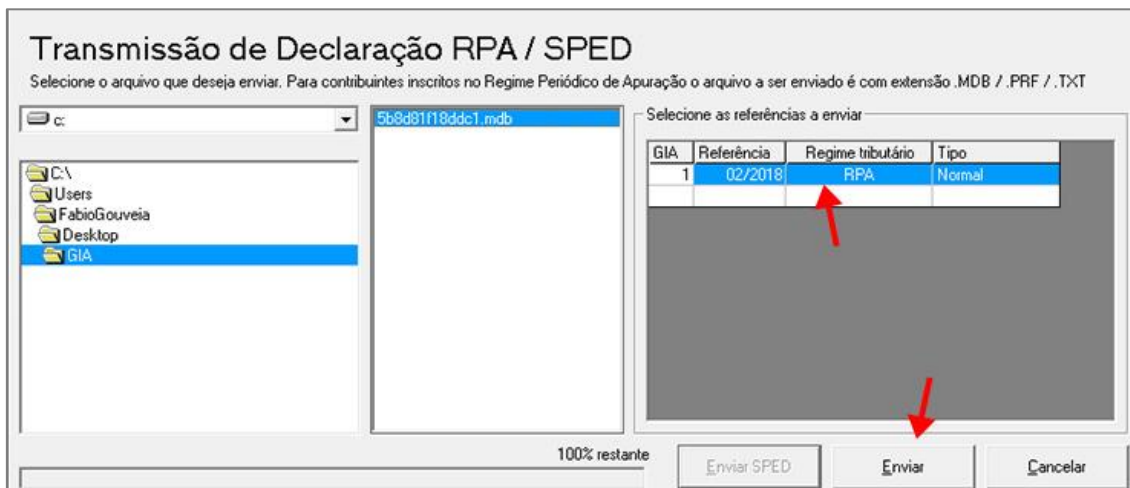 Transmissão de Declaração RPA / SPED
Selecione o arquivo que deseja enviar. Para contribuintes inscritos no Regime Periódico de Apuração o arquivo a ser enviado é com extensão .MDB / .PRF / .TXT
c:
C:\
Users
FabioGouveia
Desktop
GIA
5b8d81f18ddc1.mdb
Selecione as referências a enviar
GIA Referência Regime tributário Tipo
1 02/2018 RPA Normal
100% restante
Enviar SPED Enviar Cancelar